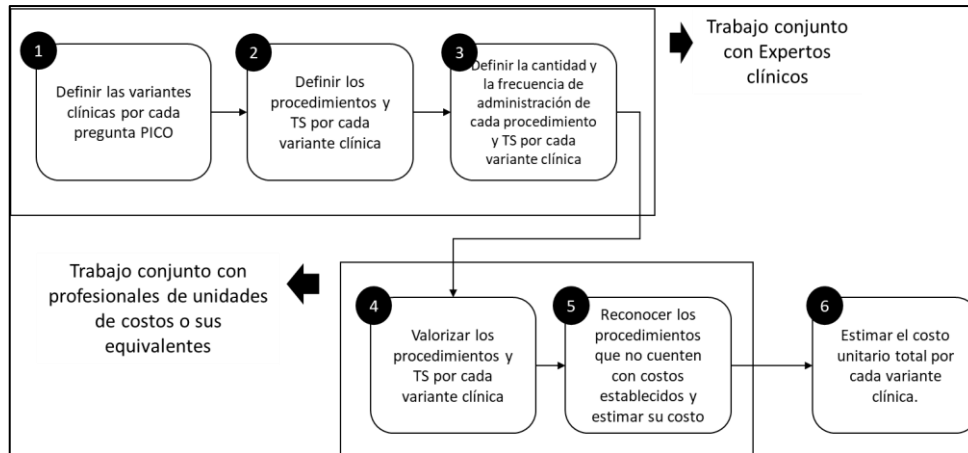 1
Definir las variantes
clínicas por cada
pregunta PICO
2
Definir los
procedimientos y
TS por cada
variante clínica
3
Definir la cantidad y
la frecuencia de
administración de
cada procedimiento
y TS por cada
variante clínica
Trabajo conjunto
con Expertos
clínicos
Trabajo conjunto con
profesionales de unidades
de costos o sus
equivalentes
4
Valorizar los
procedimientos y
TS por cada
variante clínica
5
Reconocer los
procedimientos
que no cuenten
con costos
establecidos y
estimar su costo
6
Estimar el costo
unitario total por
cada variante
clínica.